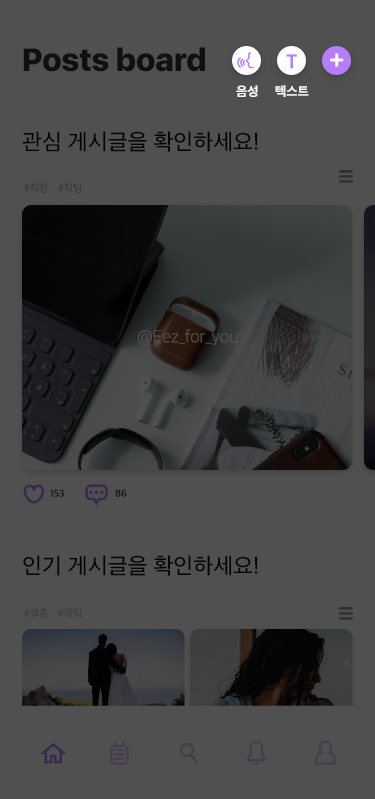 Posts board
T
음성
텍스트
관심 게시글을 확인하세요!
#직장 #직딩
@Eez_for_you
153
86
인기 게시글을 확인하세요!
#결혼 #웨딩